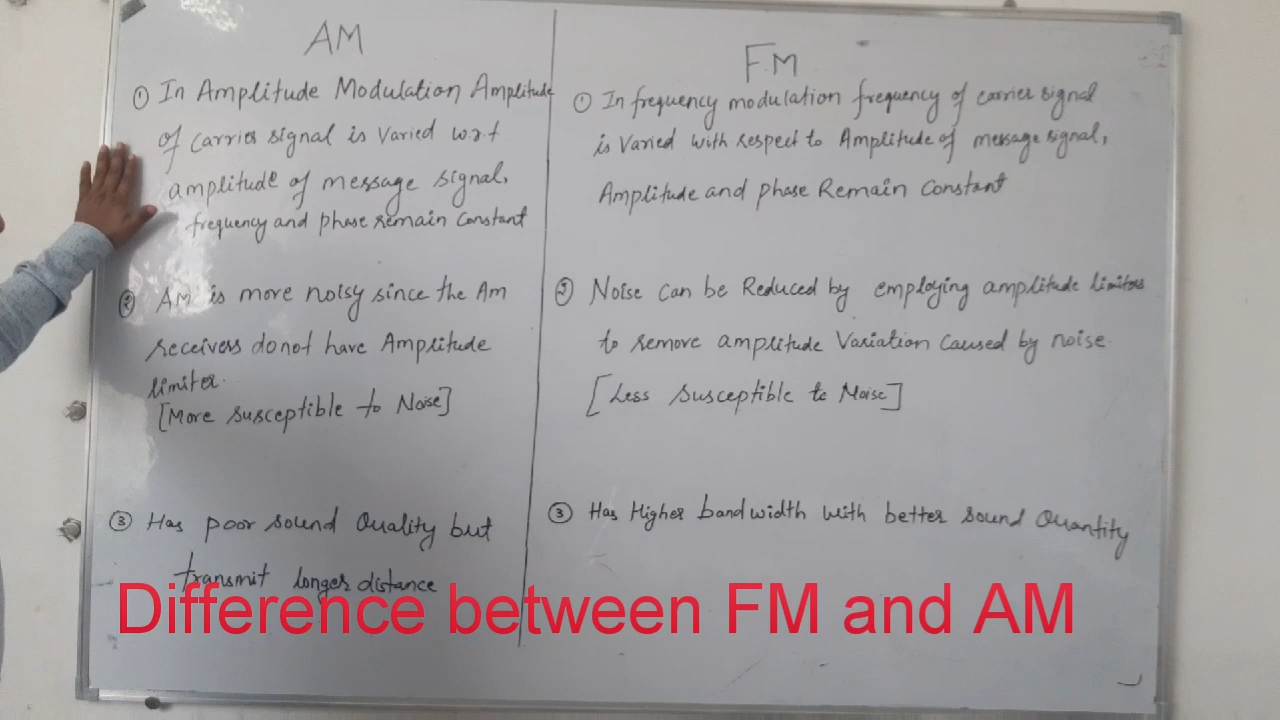 AM
① In Amplitude Modulation Amplitude
of carrier signal is varied w.r.t
amplitude of message signal,
frequency and phase remain constant
② AM is more noisy since the Am
receivers do not have Amplitude
limiter.
[More susceptible to Noise]
③ Has poor sound Quality but
transmit longer distance
FM
① In frequency modulation frequency of carrier signal
is varied with respect to Amplitude of message signal,
Amplitude and phase Remain Constant
② Noise can be Reduced by employing amplitude limiters
to remove amplitude Variation caused by noise.
[Less Susceptible to Noise]
③ Has Higher bandwidth with better sound Quantity
Difference between FM and AM